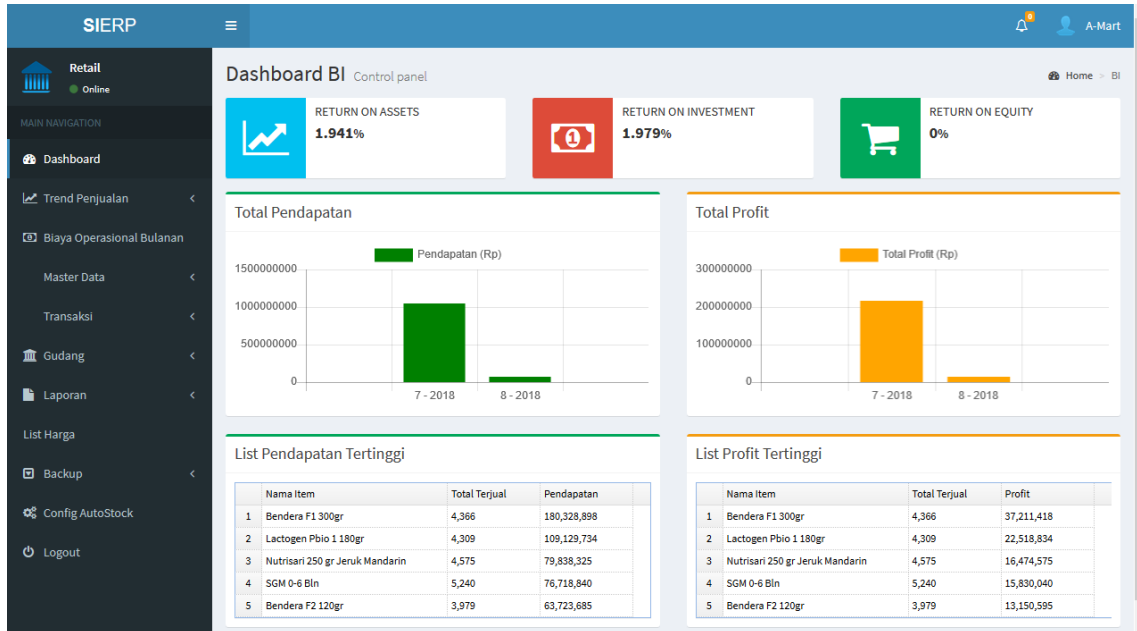 SIERP
0
A-Mart
Retail
Online
MAIN NAVIGATION
Dashboard
Trend Penjualan
Biaya Operasional Bulanan
Master Data
Transaksi
Gudang
Laporan
List Harga
Backup
Config AutoStock
Logout
Dashboard BI Control panel
Home > BI
RETURN ON ASSETS
1.941%
RETURN ON INVESTMENT
1.979%
RETURN ON EQUITY
0%
Total Pendapatan
Pendapatan (Rp)
1500000000
1000000000
500000000
0
7 - 2018 8 - 2018
Total Profit
Total Profit (Rp)
300000000
200000000
100000000
0
7 - 2018 8 - 2018
List Pendapatan Tertinggi
Nama Item Total Terjual Pendapatan
1 Bendera F1 300gr 4,366 180,328,898
2 Lactogen Pbio 1 180gr 4,309 109,129,734
3 Nutrisari 250 gr Jeruk Mandarin 4,575 79,838,325
4 SGM 0-6 Bln 5,240 76,718,840
5 Bendera F2 120gr 3,979 63,723,685
List Profit Tertinggi
Nama Item Total Terjual Profit
1 Bendera F1 300gr 4,366 37,211,418
2 Lactogen Pbio 1 180gr 4,309 22,518,834
3 Nutrisari 250 gr Jeruk Mandarin 4,575 16,474,575
4 SGM 0-6 Bln 5,240 15,830,040
5 Bendera F2 120gr 3,979 13,150,595